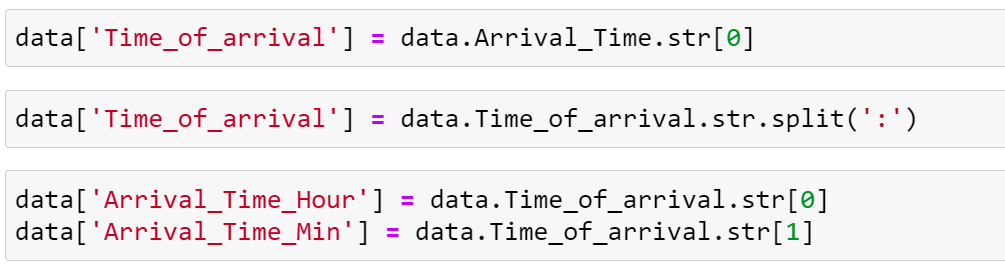 data['Time_of_arrival'] = data.Arrival_Time.str[0]
data['Time_of_arrival'] = data.Time_of_arrival.str.split(':')
data['Arrival_Time_Hour'] = data.Time_of_arrival.str[0]
data['Arrival_Time_Min'] = data.Time_of_arrival.str[1]